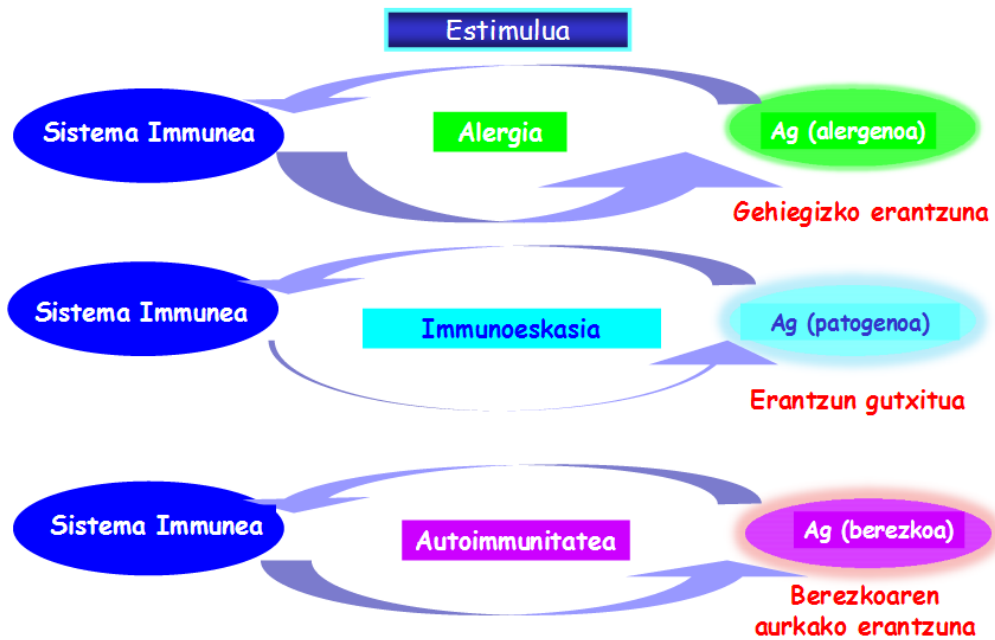 Estimulua
Sistema Immunea
Alergia
Ag (alergenoa)
Gehiegizko erantzuna
Sistema Immunea
Immunoeskasia
Ag (patogenoa)
Erantzun gutxitua
Sistema Immunea
Autoimmunitatea
Ag (berezkoa)
Berezkoaren
aurkako erantzuna